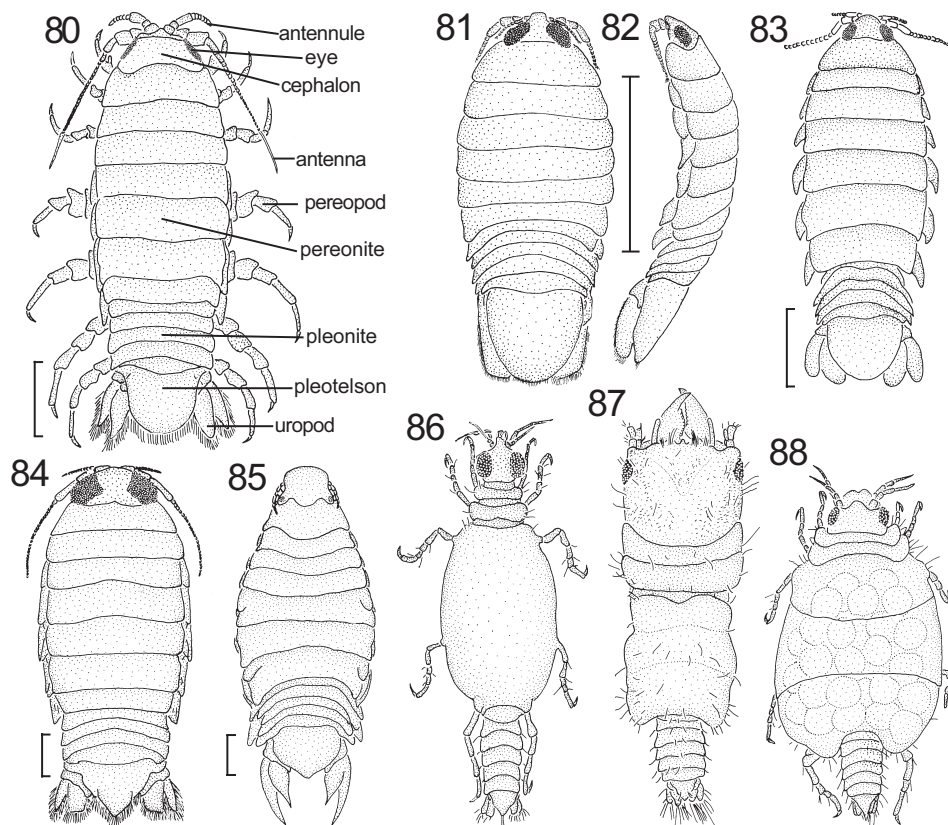 80
antennule
eye
cephalon
antenna
pereopod
pereonite
pleonite
pleotelson
uropod
81
82
83
84
85
86
87
88